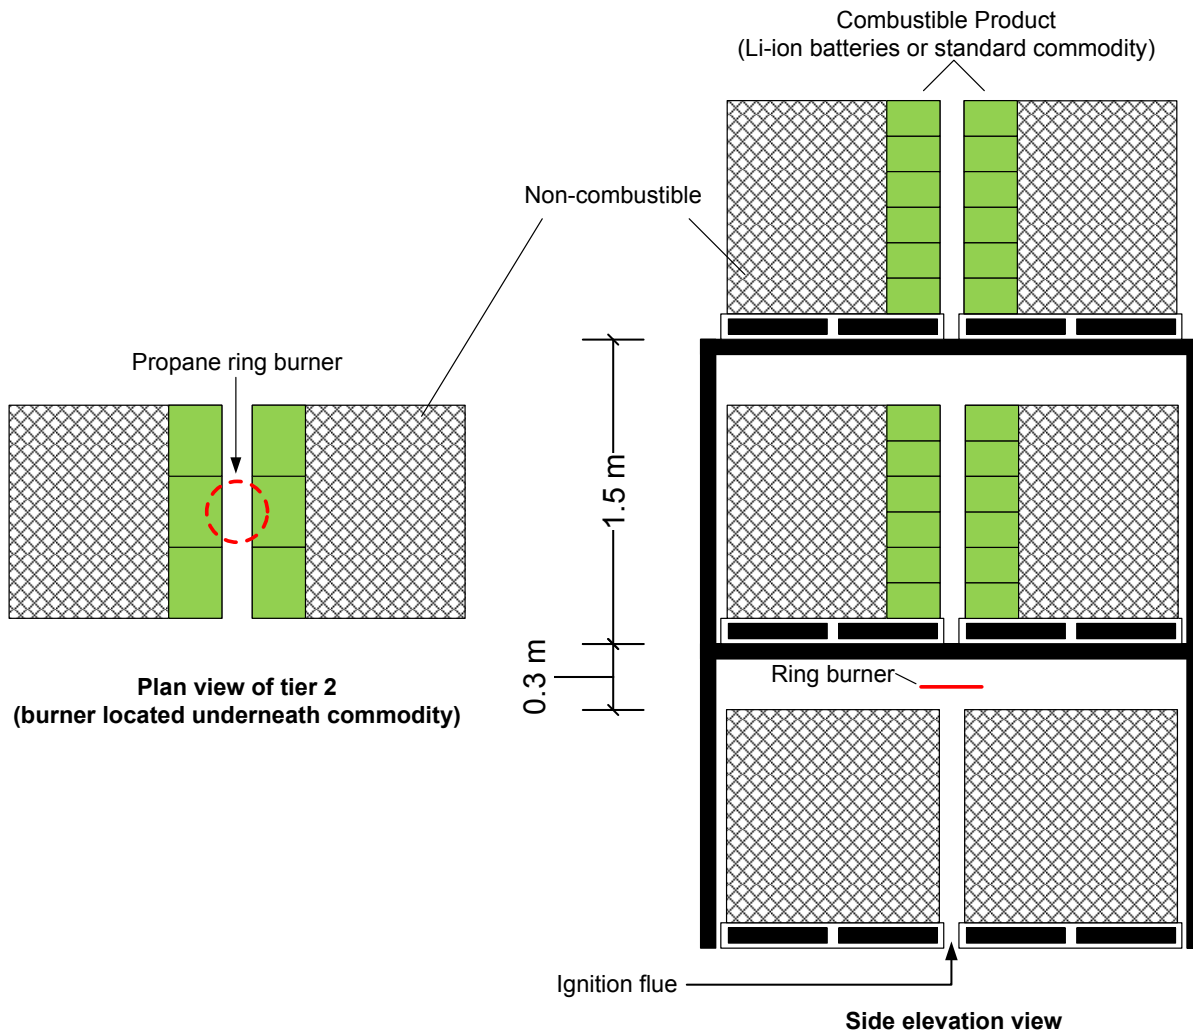 Combustible Product
(Li-ion batteries or standard commodity)
Non-combustible
Propane ring burner
1.5 m
0.3 m
Ring burner
Plan view of tier 2
(burner located underneath commodity)
Ignition flue
Side elevation view